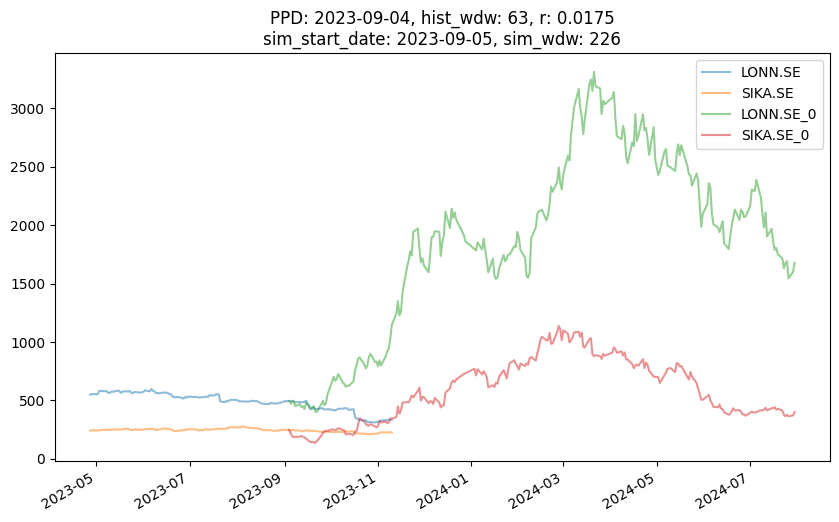 PPD: 2023-09-04, hist_wdw: 63, r: 0.0175
sim_start_date: 2023-09-05, sim_wdw: 226
LONN.SE
SIKA.SE
LONN.SE_0
SIKA.SE_0
3000
2500
2000
1500
1000
500
0
2023-05
2023-07
2023-09
2023-11
2024-01
2024-03
2024-05
2024-07